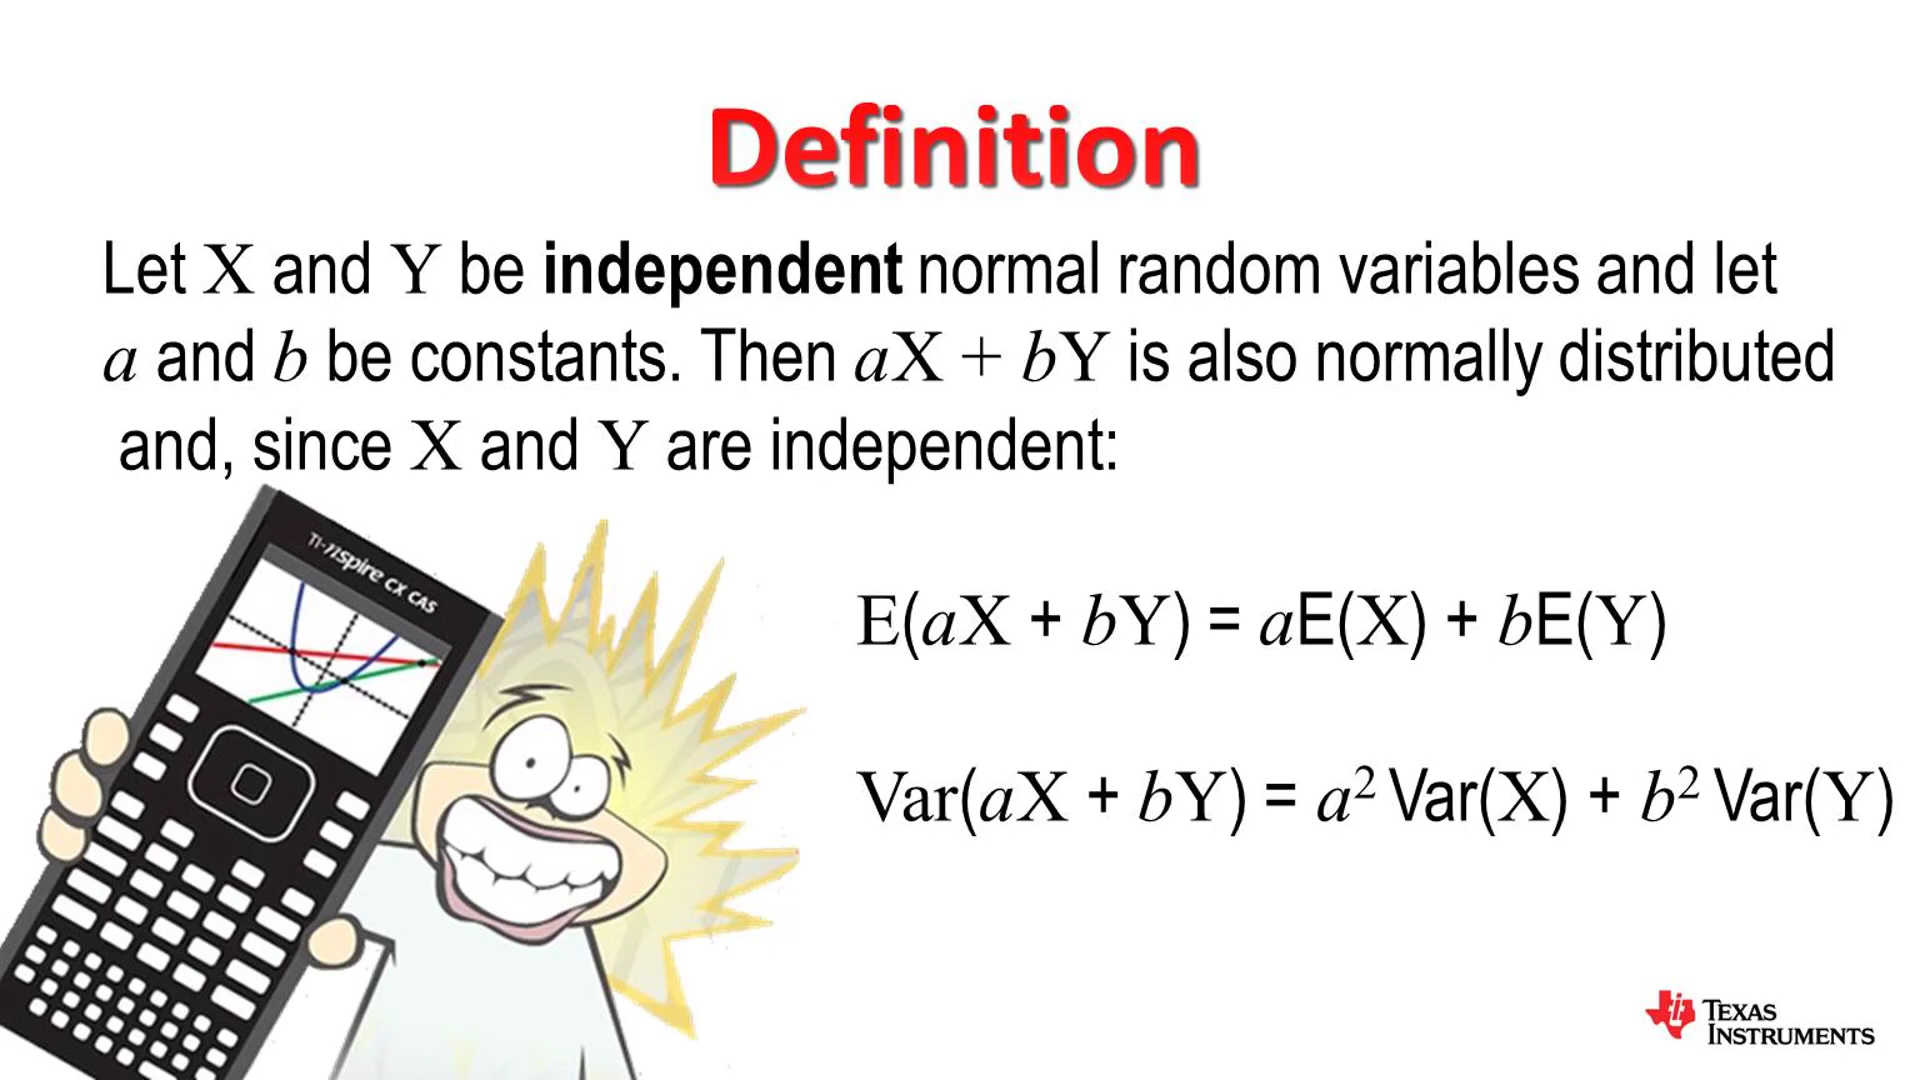 Definition
Let X and Y be independent normal random variables and let
a and b be constants. Then aX + bY is also normally distributed
and, since X and Y are independent:
TI-nspire CX CAS
E(aX + bY) = aE(X) + bE(Y)
Var(aX + bY) = a² Var(X) + b² Var(Y)
TEXAS
INSTRUMENTS